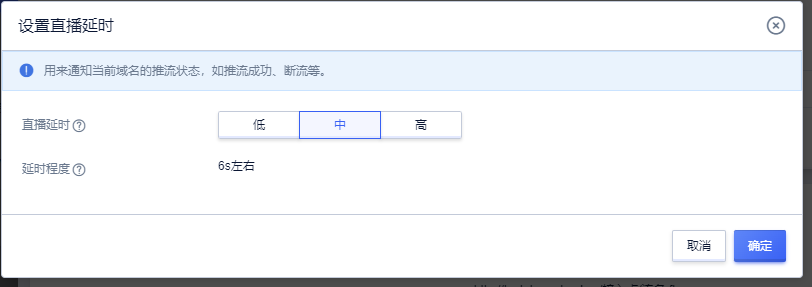 设置直播延时
用来通知当前域名的推流状态，如推流成功、断流等。
直播延时 低 中 高
延时程度 6s左右
取消 确定